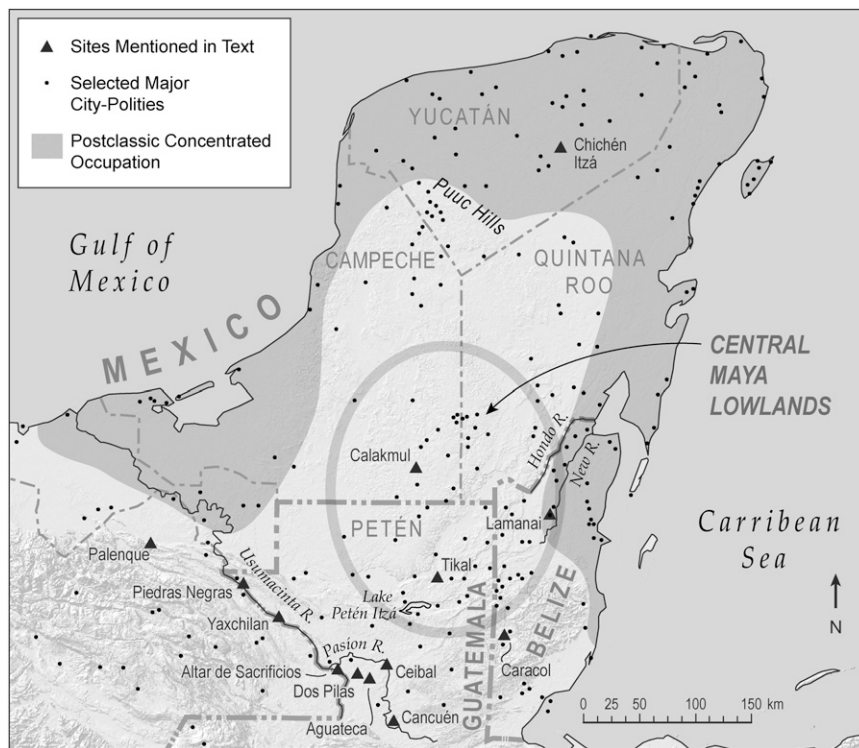 Sites Mentioned in Text
Selected Major
City-Polities
Postclassic Concentrated
Occupation
YUCATÁN
Chichén
Itzá
Puuc Hills
Gulf of
Mexico
CAMPECHE
QUINTANA
ROO
MEXICO
CENTRAL
MAYA
LOWLANDS
Calakmul
Hondo R.
New R.
PETÉN
Lamanai
Carribean
Sea
Palenque
Tikal
Usumacinta R.
Piedras Negras
Lake
Petén Itzá
GUATEMALA
BELIZE
N
Yaxchilan
Pasíon R.
Altar de Sacrificios
Ceibal
Caracol
Dos Pilas
Aguateca
Cancuén
0 25 50 100 150 km